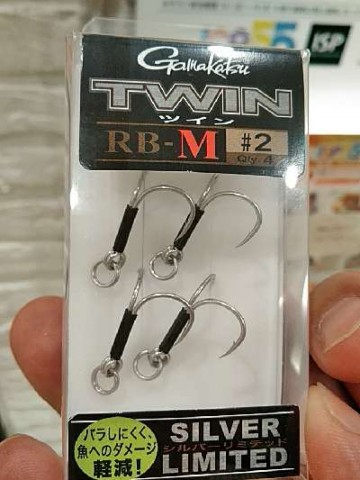 ISP
Gamakatsu
TWIN
ツイン
RB-M #2
Qty. 4
バラしにくく、
魚へのダメージ
軽減!
SILVER
シルバーリミテッド
LIMITED